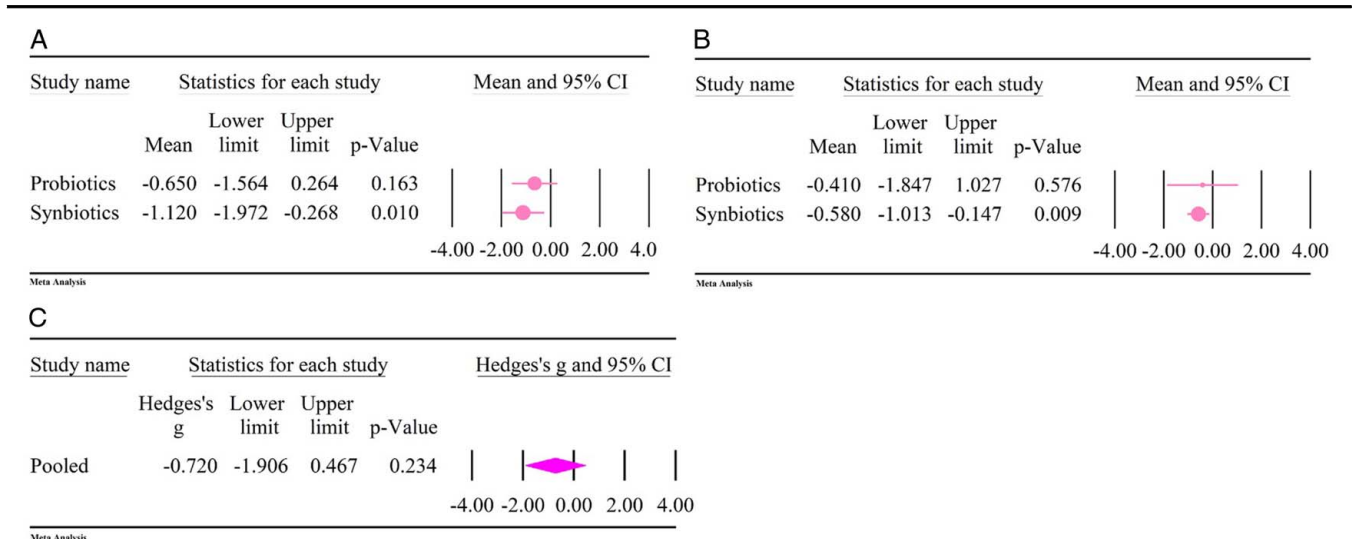 A
Study name Statistics for each study Mean and 95% CI
Lower Upper
Mean limit limit p-Value
Probiotics -0.650 -1.564 0.264 0.163
Synbiotics -1.120 -1.972 -0.268 0.010
-4.00 -2.00 0.00 2.00 4.0
Meta Analysis
B
Study name Statistics for each study Mean and 95% CI
Lower Upper
Mean limit limit p-Value
Probiotics -0.410 -1.847 1.027 0.576
Synbiotics -0.580 -1.013 -0.147 0.009
-4.00 -2.00 0.00 2.00 4.00
Meta Analysis
C
Study name Statistics for each study Hedges's g and 95% CI
Hedges's Lower Upper
g limit limit p-Value
Pooled -0.720 -1.906 0.467 0.234
-4.00 -2.00 0.00 2.00 4.00
Meta Analysis